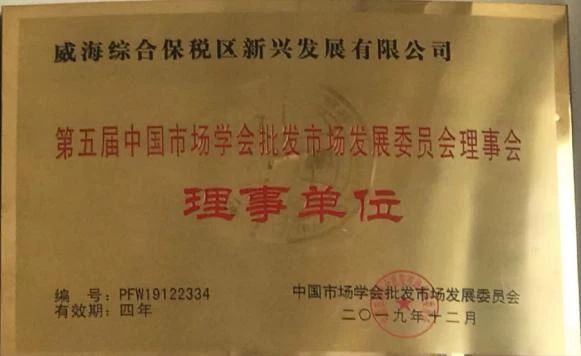 威海综合保税区新兴发展有限公司
第五届中国市场学会批发市场发展委员会理事会
理事单位
编　号：PFW19122334
有效期：四年
中国市场学会批发市场发展委员会
二〇一九年十二月